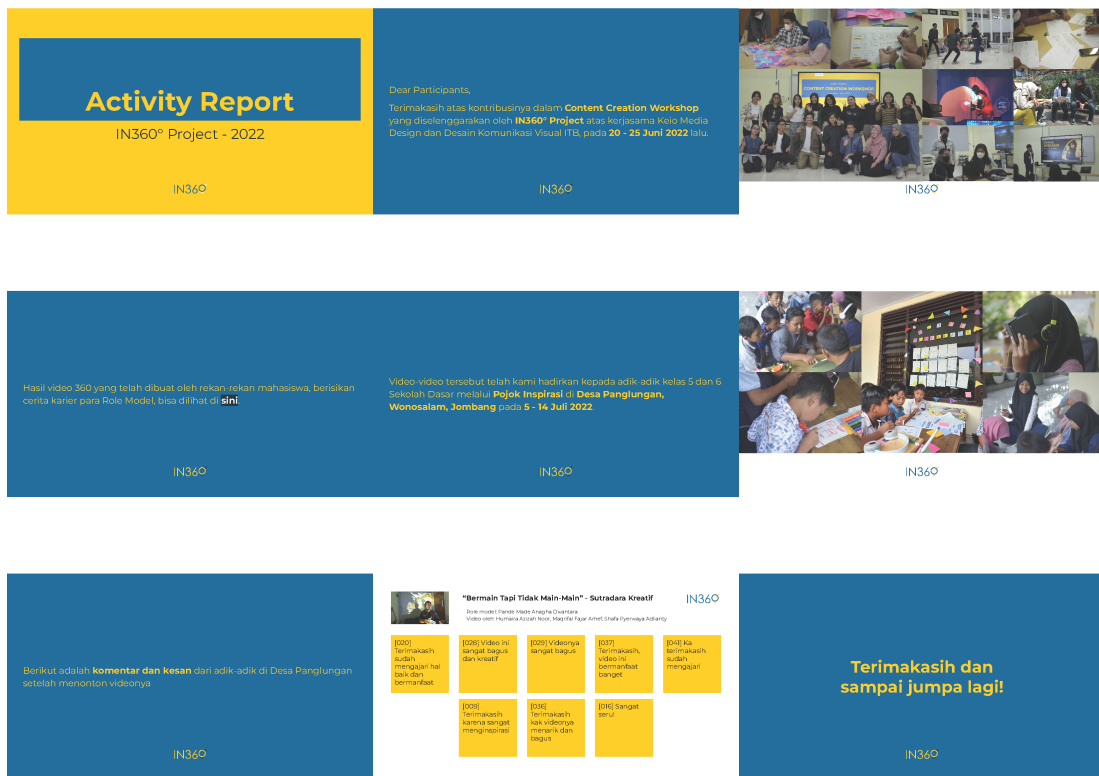 Activity Report
IN360° Project - 2022
IN360
Dear Participants,
Terimakasih atas kontribusinya dalam Content Creation Workshop
yang diselenggarakan oleh IN360° Project atas kerjasama Keio Media
Design dan Desain Komunikasi Visual ITB, pada 20 - 25 Juni 2022 lalu.
IN360
CONTENT CREATION WORKSHOP
IN360
Hasil video 360 yang telah dibuat oleh rekan-rekan mahasiswa, berisikan
cerita karier para Role Model, bisa dilihat di sini.
IN360
Video-video tersebut telah kami hadirkan kepada adik-adik kelas 5 dan 6
Sekolah Dasar melalui Pojok Inspirasi di Desa Panglungan,
Wonosalam, Jombang pada 5 - 14 Juli 2022.
IN360
IN360
Berikut adalah komentar dan kesan dari adik-adik di Desa Panglungan
setelah menonton videonya
IN360
“Bermain Tapi Tidak Main-Main” - Sutradara Kreatif
IN360
Role model: Pande Made Anagha Dwantara
Video oleh: Humaira Azizah Noor, Maqrifal Fajar Arhef, Shafa Pyerwaya Adlianty
[020]
Terimakasih
sudah
mengajari hal
baik dan
bermanfaat
[028] Video ini
sangat bagus
dan kreatif
[029] Videonya
sangat bagus
[037]
Terimakasih,
video ini
bermanfaat
banget
[041] Ka
terimakasih
sudah
mengajari
[009]
Terimakasih
karena sangat
menginspirasi
[036]
Terimakasih
kak videonya
menarik dan
bagus
[016] Sangat
seru!
Terimakasih dan
sampai jumpa lagi!
IN360